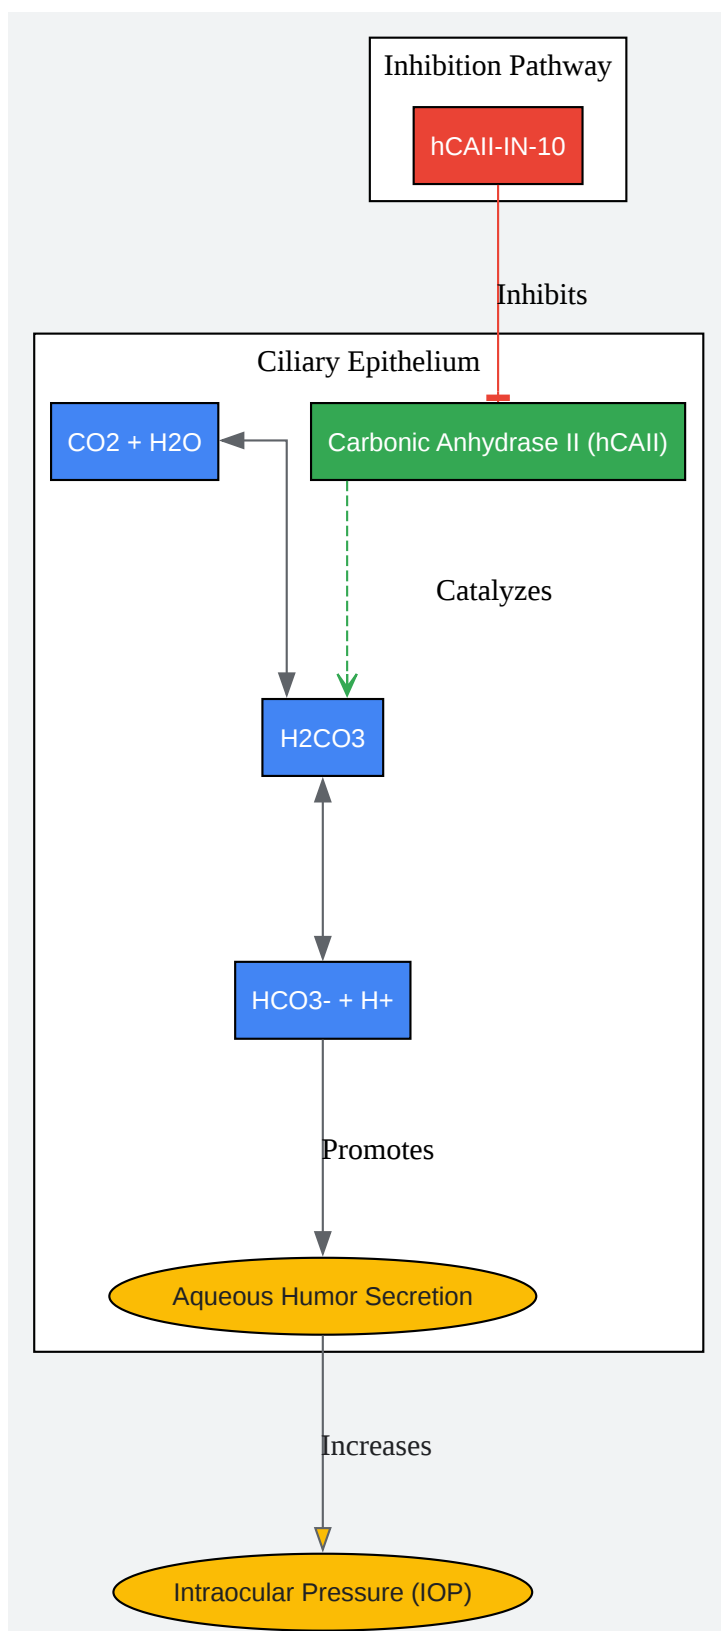 Inhibition Pathway
hCAII-IN-10
Inhibits
Ciliary Epithelium
CO2 + H2O
Carbonic Anhydrase II (hCAII)
Catalyzes
H2CO3
HCO3- + H+
Promotes
Aqueous Humor Secretion
Increases
Intraocular Pressure (IOP)